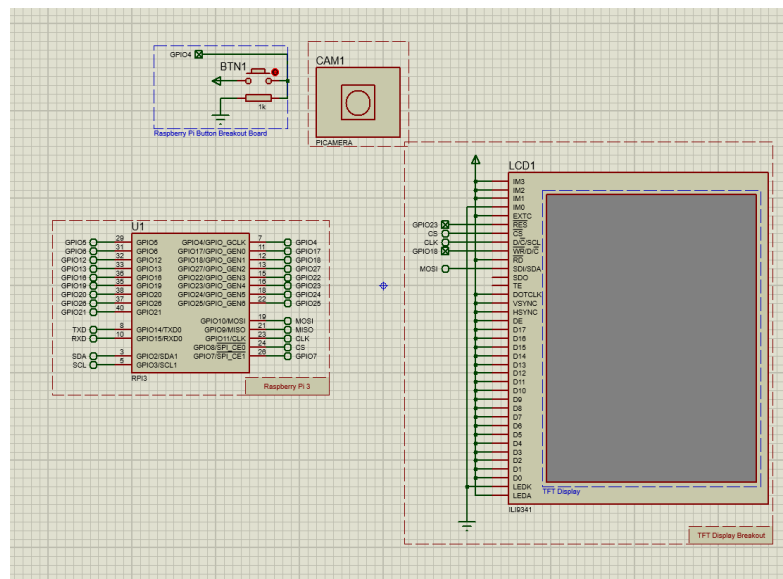 GPIO4
BTN1
1k
Raspberry Pi Button Breakout Board
CAM1
PICAMERA
LCD1
IM3
IM2
IM1
IM0
EXTC
GPIO23 RES
CS CS
CLK D/C/SCL
GPIO18 WR/D/C
RD
MOSI SDI/SDA
SDO
TE
DOTCLK
VSYNC
HSYNC
DE
D17
D16
D15
D14
D13
D12
D11
D10
D9
D8
D7
D6
D5
D4
D3
D2
D1
D0
LEDK
LEDA
TFT Display
ILI9341
TFT Display Breakout
U1
GPIO5 29 GPIO5 GPIO4/GPIO_GCLK 7 GPIO4
GPIO6 31 GPIO6 GPIO17/GPIO_GEN0 11 GPIO17
GPIO12 32 GPIO12 GPIO18/GPIO_GEN1 12 GPIO18
GPIO13 33 GPIO13 GPIO27/GPIO_GEN2 13 GPIO27
GPIO16 36 GPIO16 GPIO22/GPIO_GEN3 15 GPIO22
GPIO19 35 GPIO19 GPIO23/GPIO_GEN4 16 GPIO23
GPIO20 38 GPIO20 GPIO24/GPIO_GEN5 18 GPIO24
GPIO26 37 GPIO26 GPIO25/GPIO_GEN6 22 GPIO25
GPIO21 40 GPIO21
GPIO10/MOSI 19 MOSI
TXD 8 GPIO14/TXD0 GPIO9/MISO 21 MISO
RXD 10 GPIO15/RXD0 GPIO11/CLK 23 CLK
GPIO8/SPI_CE0 24 CS
SDA 3 GPIO2/SDA1 GPIO7/SPI_CE1 26 GPIO7
SCL 5 GPIO3/SCL1
RPI3
Raspberry Pi 3